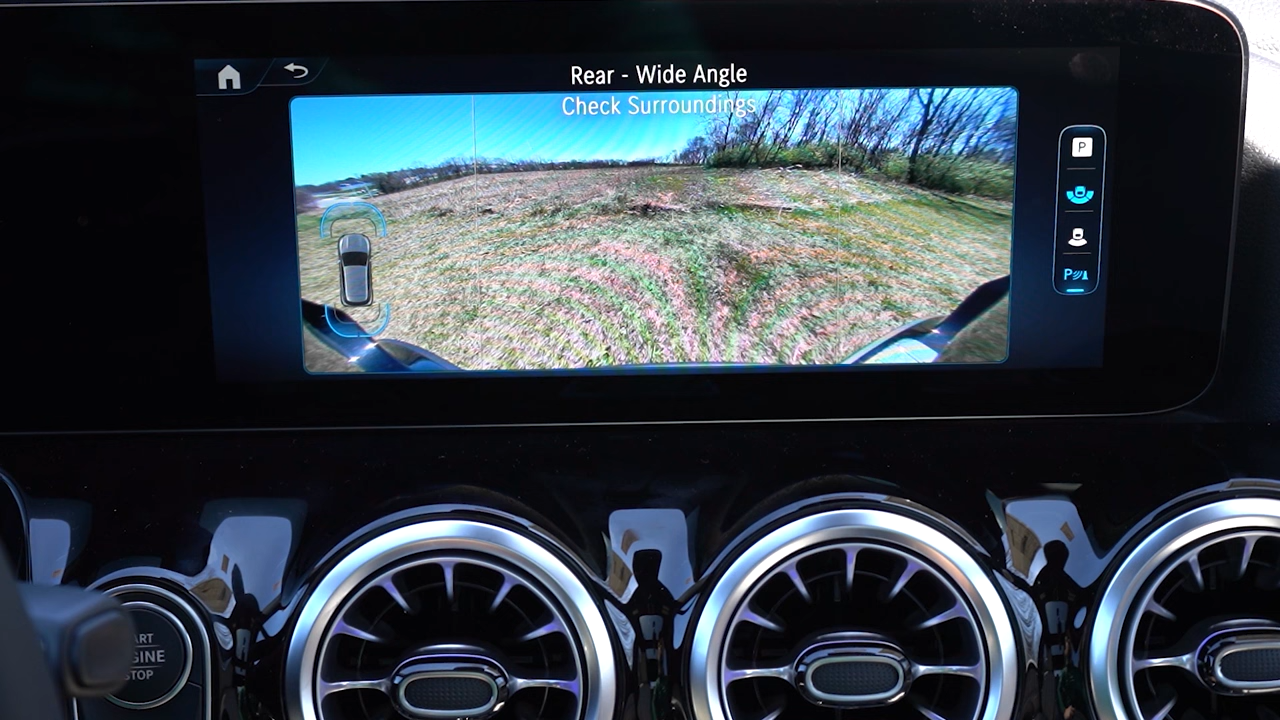 Rear - Wide Angle
Check Surroundings
P
P
ART
GINE
STOP